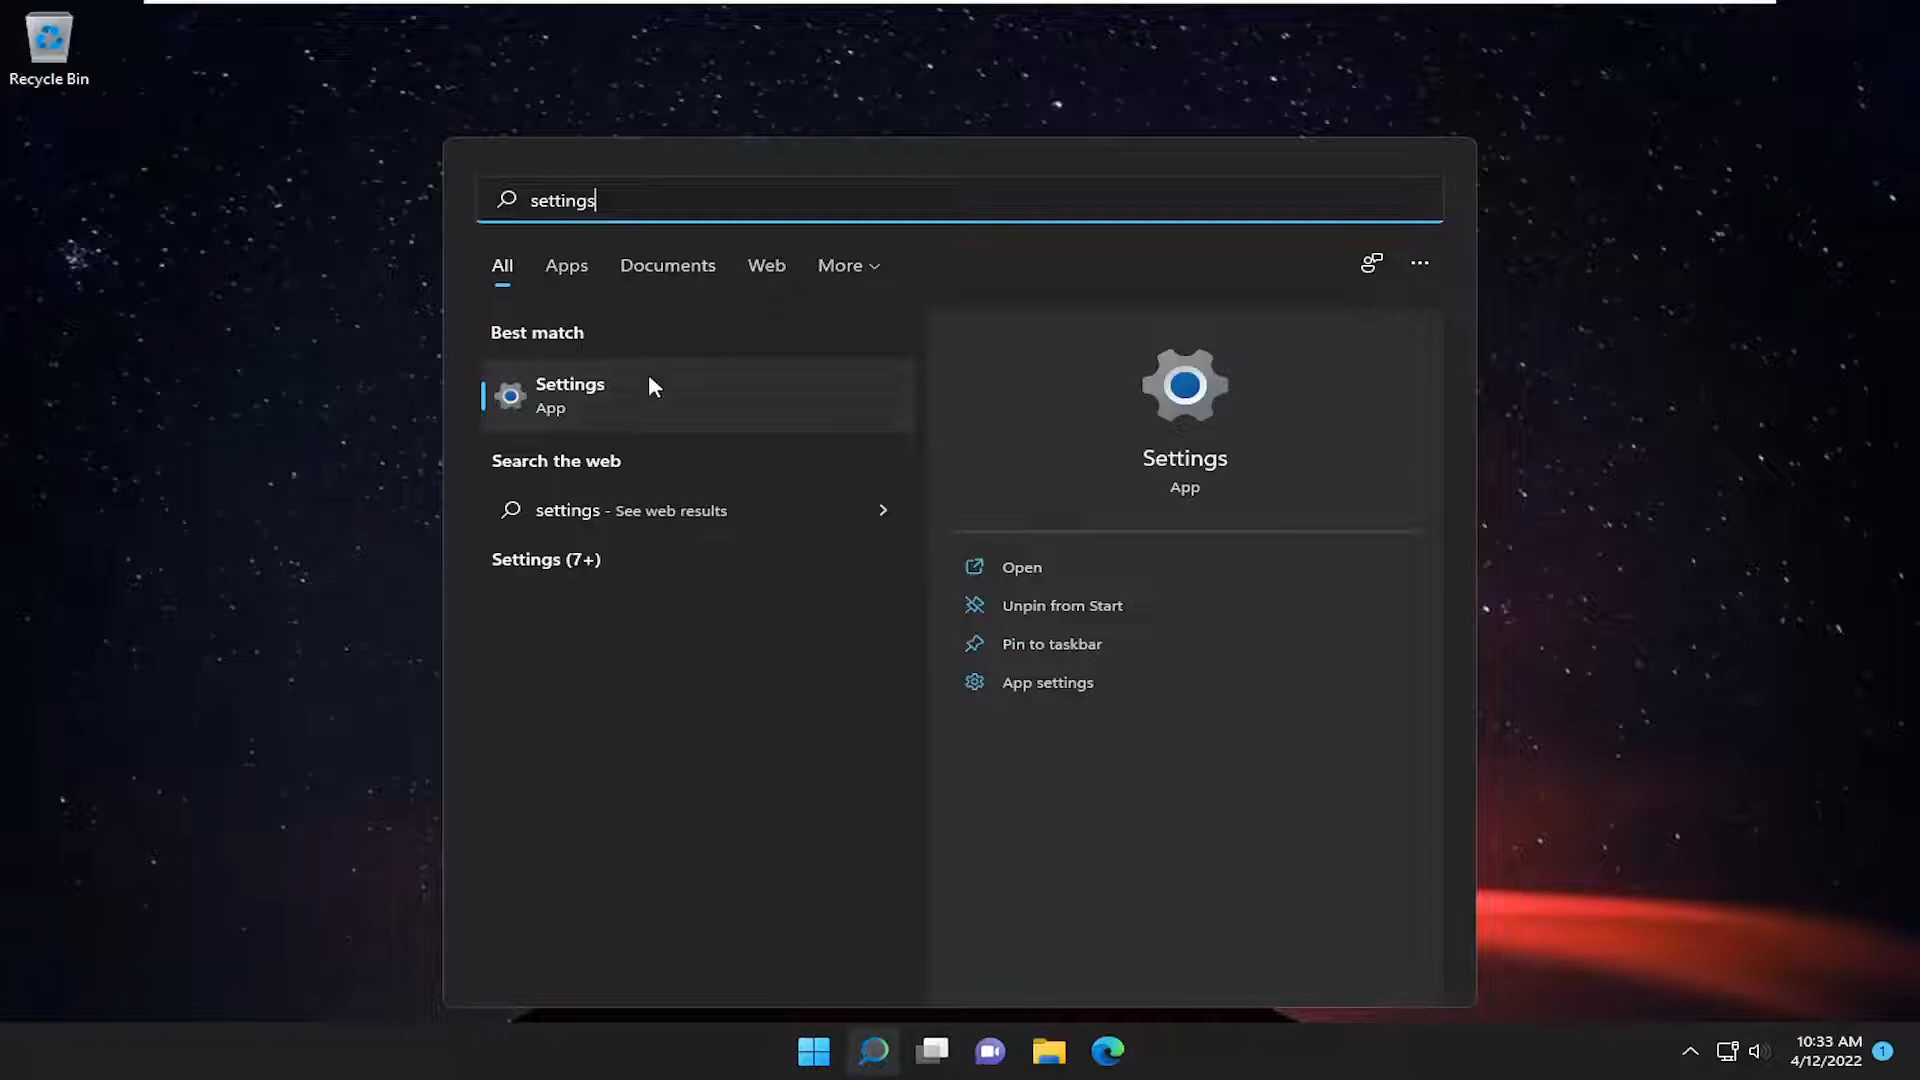 Recycle Bin
settings
All Apps Documents Web More
Best match
Settings
App
Search the web
settings - See web results
Settings (7+)
Settings
App
Open
Unpin from Start
Pin to taskbar
App settings
10:33 AM
4/12/2022
1